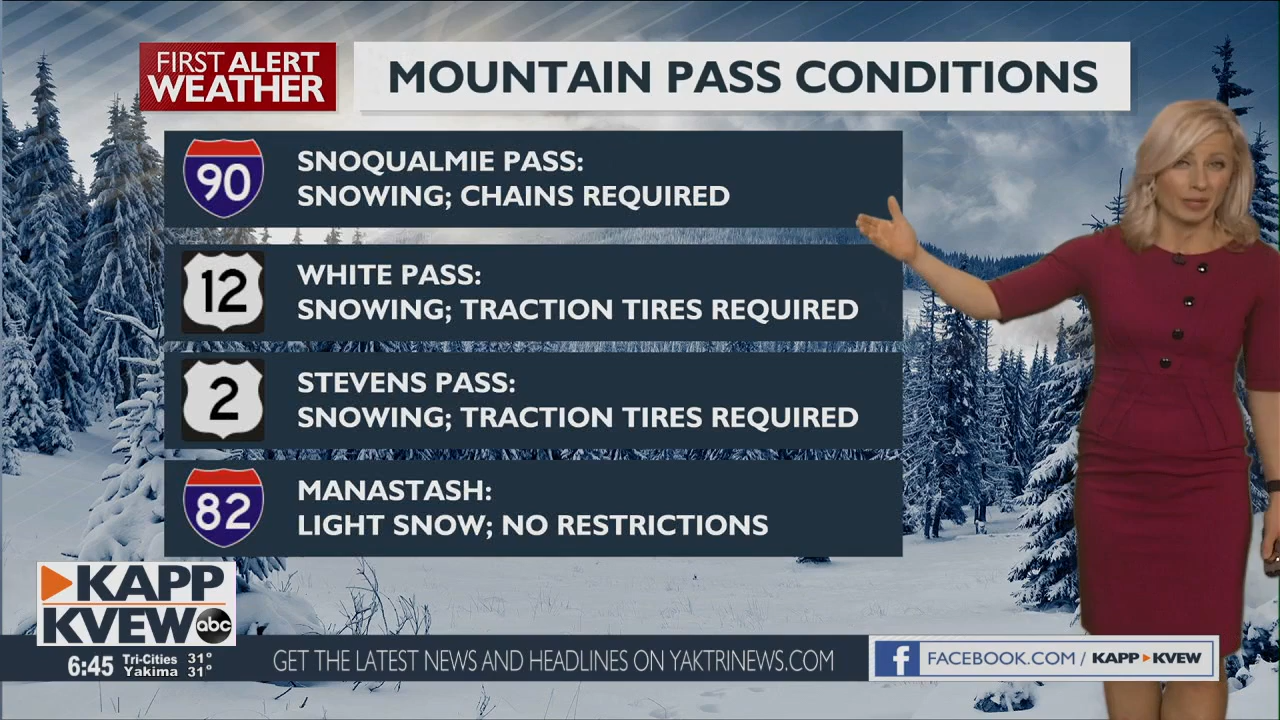 FIRST ALERT
WEATHER
MOUNTAIN PASS CONDITIONS
90
SNOQUALMIE PASS:
SNOWING; CHAINS REQUIRED
12
WHITE PASS:
SNOWING; TRACTION TIRES REQUIRED
2
STEVENS PASS:
SNOWING; TRACTION TIRES REQUIRED
82
MANASTASH:
LIGHT SNOW; NO RESTRICTIONS
KAPP
KVEW abc
6:45
Tri-Cities 31°
Yakima 31°
GET THE LATEST NEWS AND HEADLINES ON YAKTRINEWS.COM
f FACEBOOK.COM / KAPP KVEW